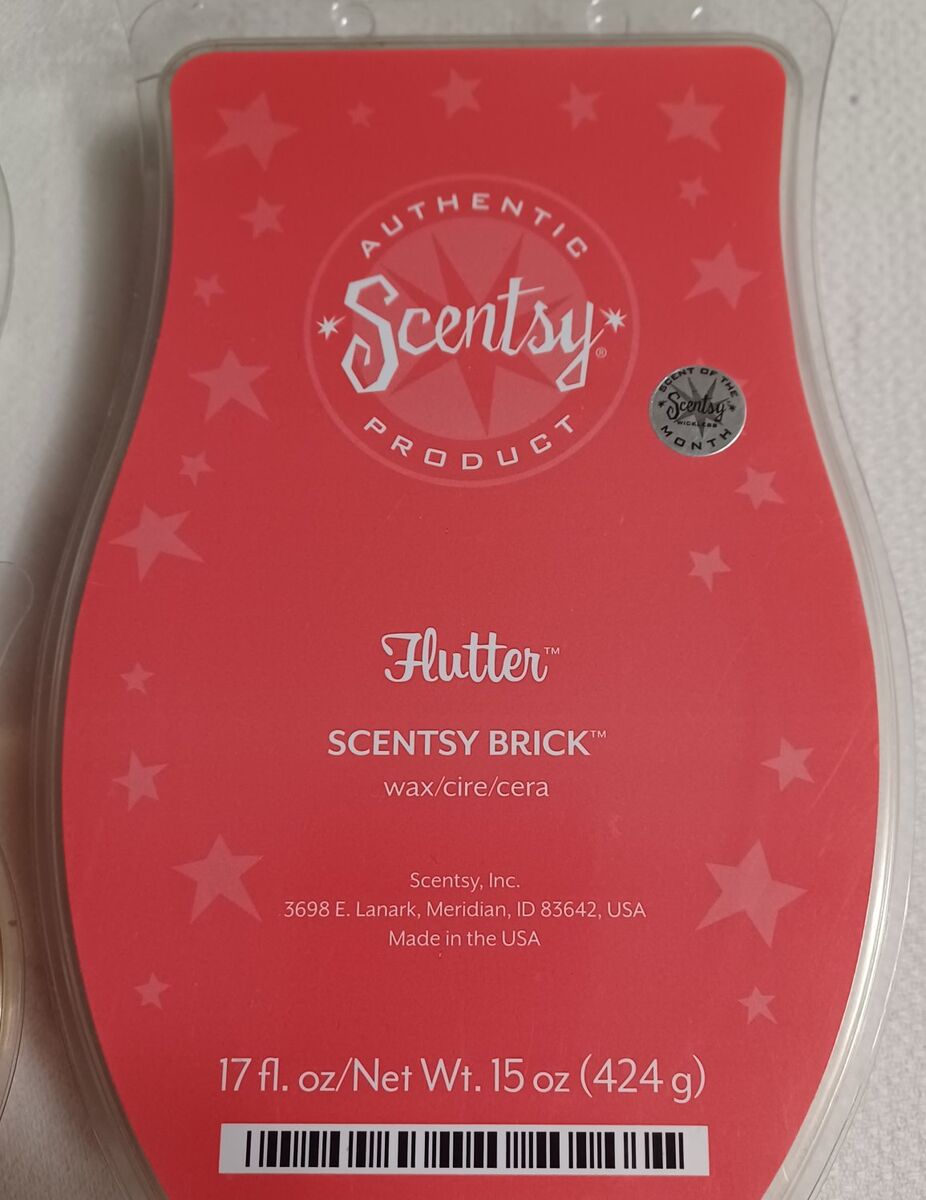 AUTHENTIC
Scentsy®
PRODUCT
SCENT OF THE
Scentsy
WICKLESS
MONTH
Flutter™
SCENTSY BRICK™
wax/cire/cera
Scentsy, Inc.
3698 E. Lanark, Meridian, ID 83642, USA
Made in the USA
17 fl. oz/Net Wt. 15 oz (424 g)